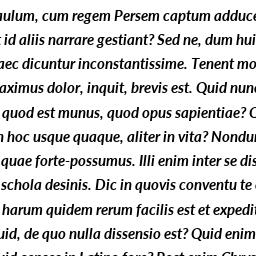 ulum, cum regem Persem captum adduce
id aliis narrare gestiant? Sed ne, dum hui
aec dicuntur inconstantissime. Tenent mo
aximus dolor, inquit, brevis est. Quid nunc
quod est munus, quod opus sapientiae? C
hoc usque quaque, aliter in vita? Nondu
quae forte-possumus. Illi enim inter se dis
schola desinis. Dic in quovis conventu te
harum quidem rerum facilis est et expedit
uid, de quo nulla dissensio est? Quid enim